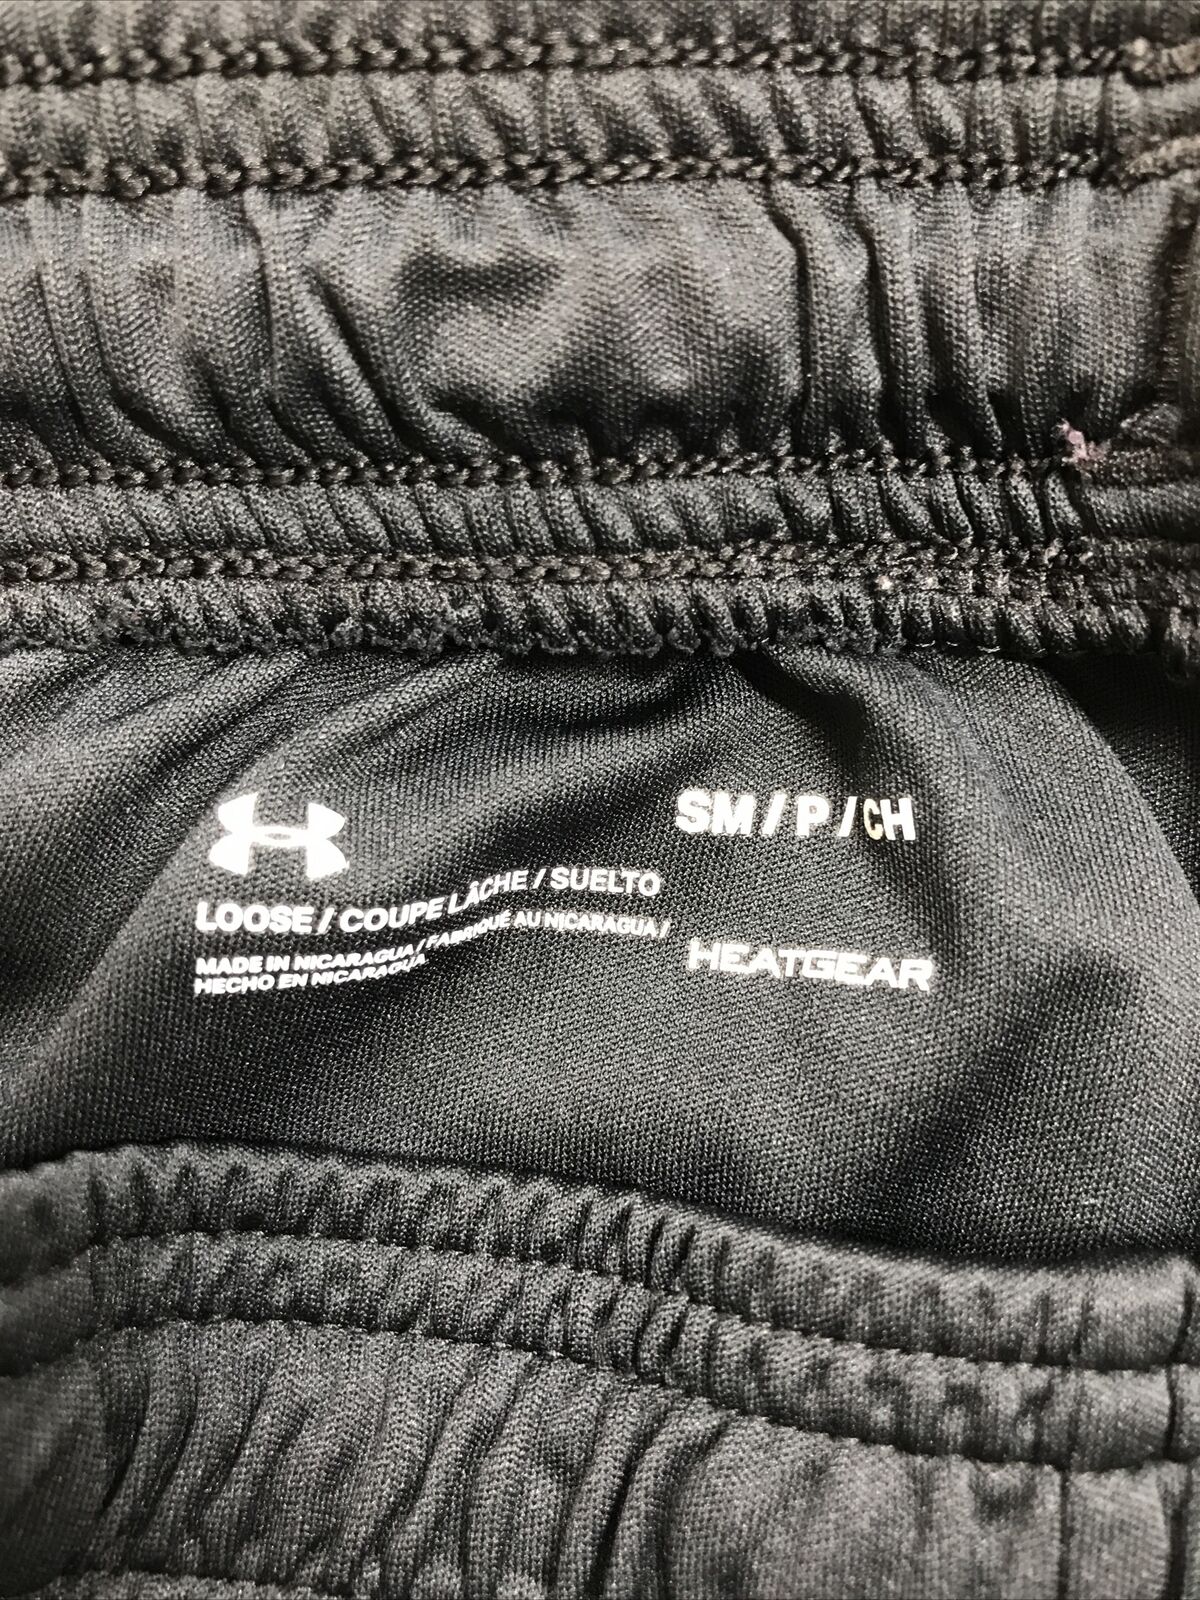 SM/P/CH
LOOSE/COUPE LÂCHE/SUELTO
MADE IN NICARAGUA/FABRIQUÉ AU NICARAGUA/
HECHO EN NICARAGUA
HEATGEAR